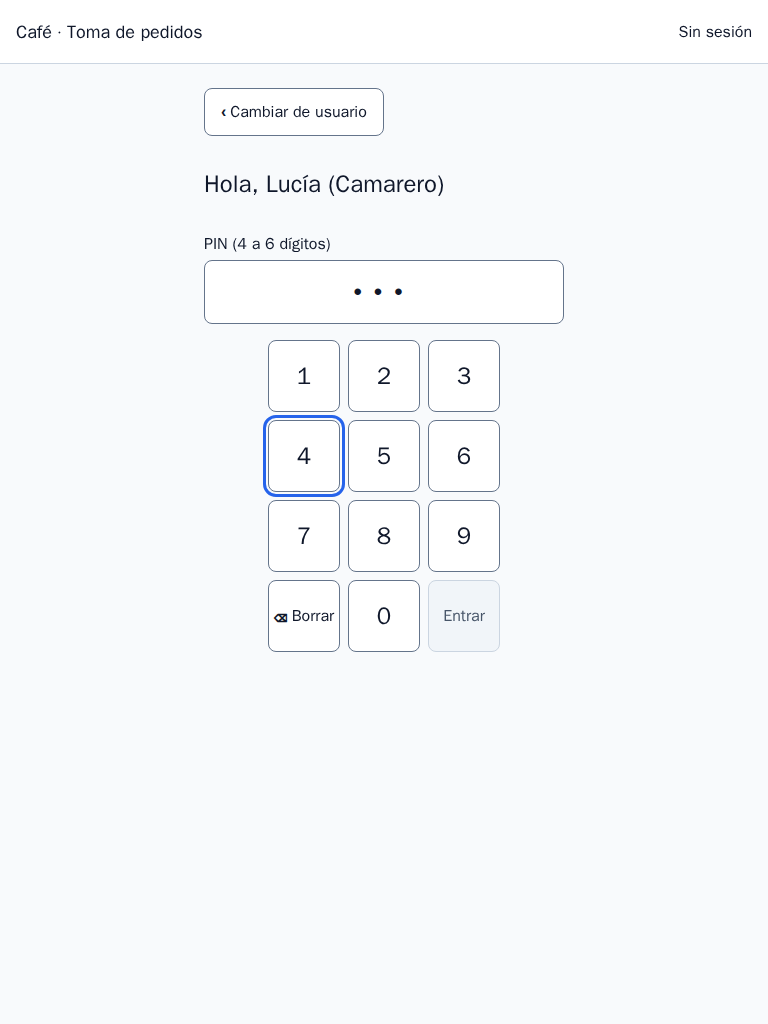 Café · Toma de pedidos
Sin sesión
‹ Cambiar de usuario
Hola, Lucía (Camarero)
PIN (4 a 6 dígitos)
•••
1 2 3
4 5 6
7 8 9
⌫ Borrar 0 Entrar